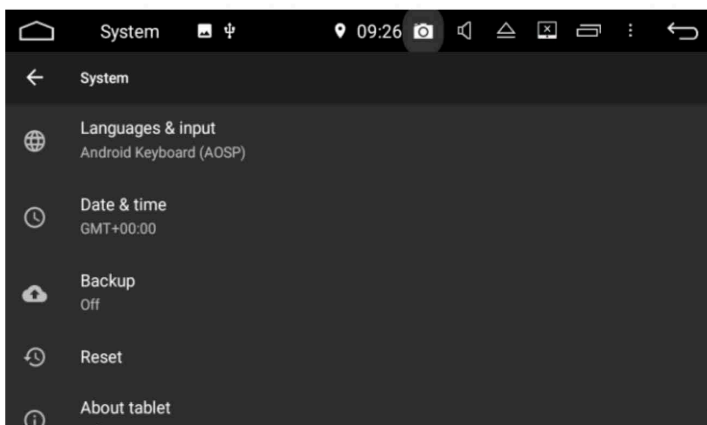 System
09:26
System
Languages & input
Android Keyboard (AOSP)
Date & time
GMT+00:00
Backup
Off
Reset
About tablet